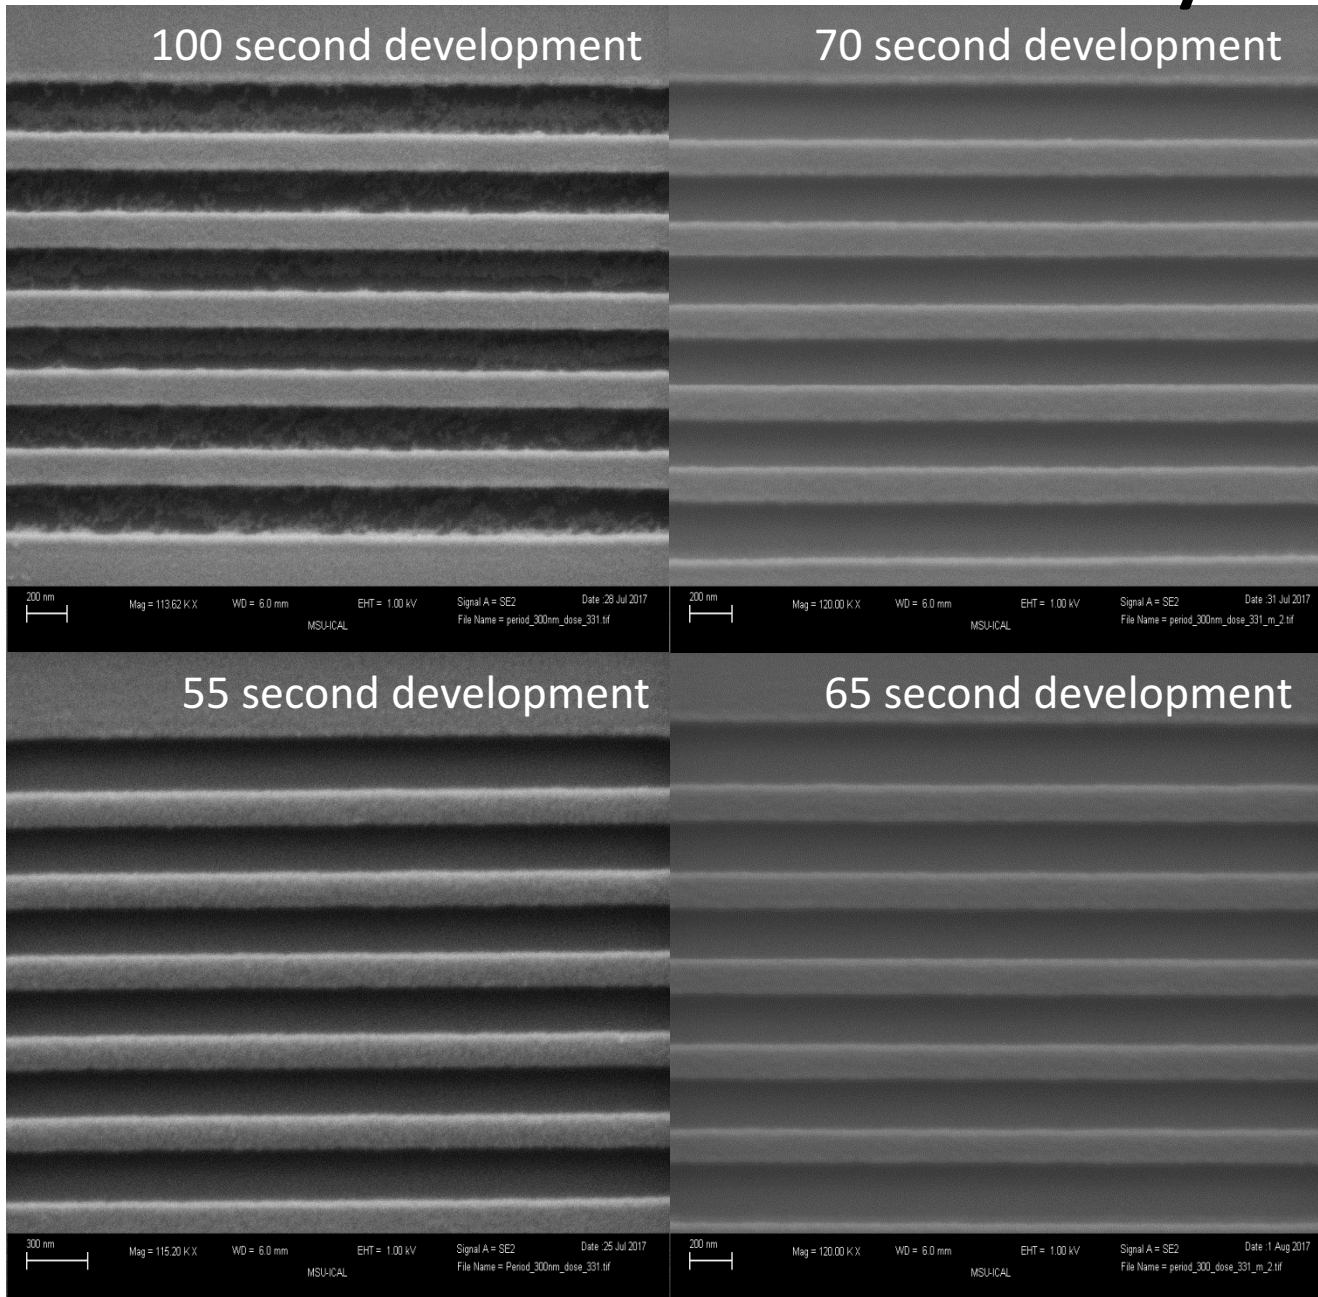 100 second development
200 nm
Mag = 113.62 K X
WD = 6.0 mm
EHT = 1.00 kV
Signal A = SE2
Date :28 Jul 2017
File Name = period_300nm_dose_331.tif
MSU-ICAL
70 second development
200 nm
Mag = 120.00 K X
WD = 6.0 mm
EHT = 1.00 kV
Signal A = SE2
Date :31 Jul 2017
File Name = period_300nm_dose_331_m_2.tif
MSU-ICAL
55 second development
300 nm
Mag = 115.20 K X
WD = 6.0 mm
EHT = 1.00 kV
Signal A = SE2
Date :25 Jul 2017
File Name = Period_300nm_dose_331.tif
MSU-ICAL
65 second development
200 nm
Mag = 120.00 K X
WD = 6.0 mm
EHT = 1.00 kV
Signal A = SE2
Date :1 Aug 2017
File Name = period_300_dose_331_m_2.tif
MSU-ICAL